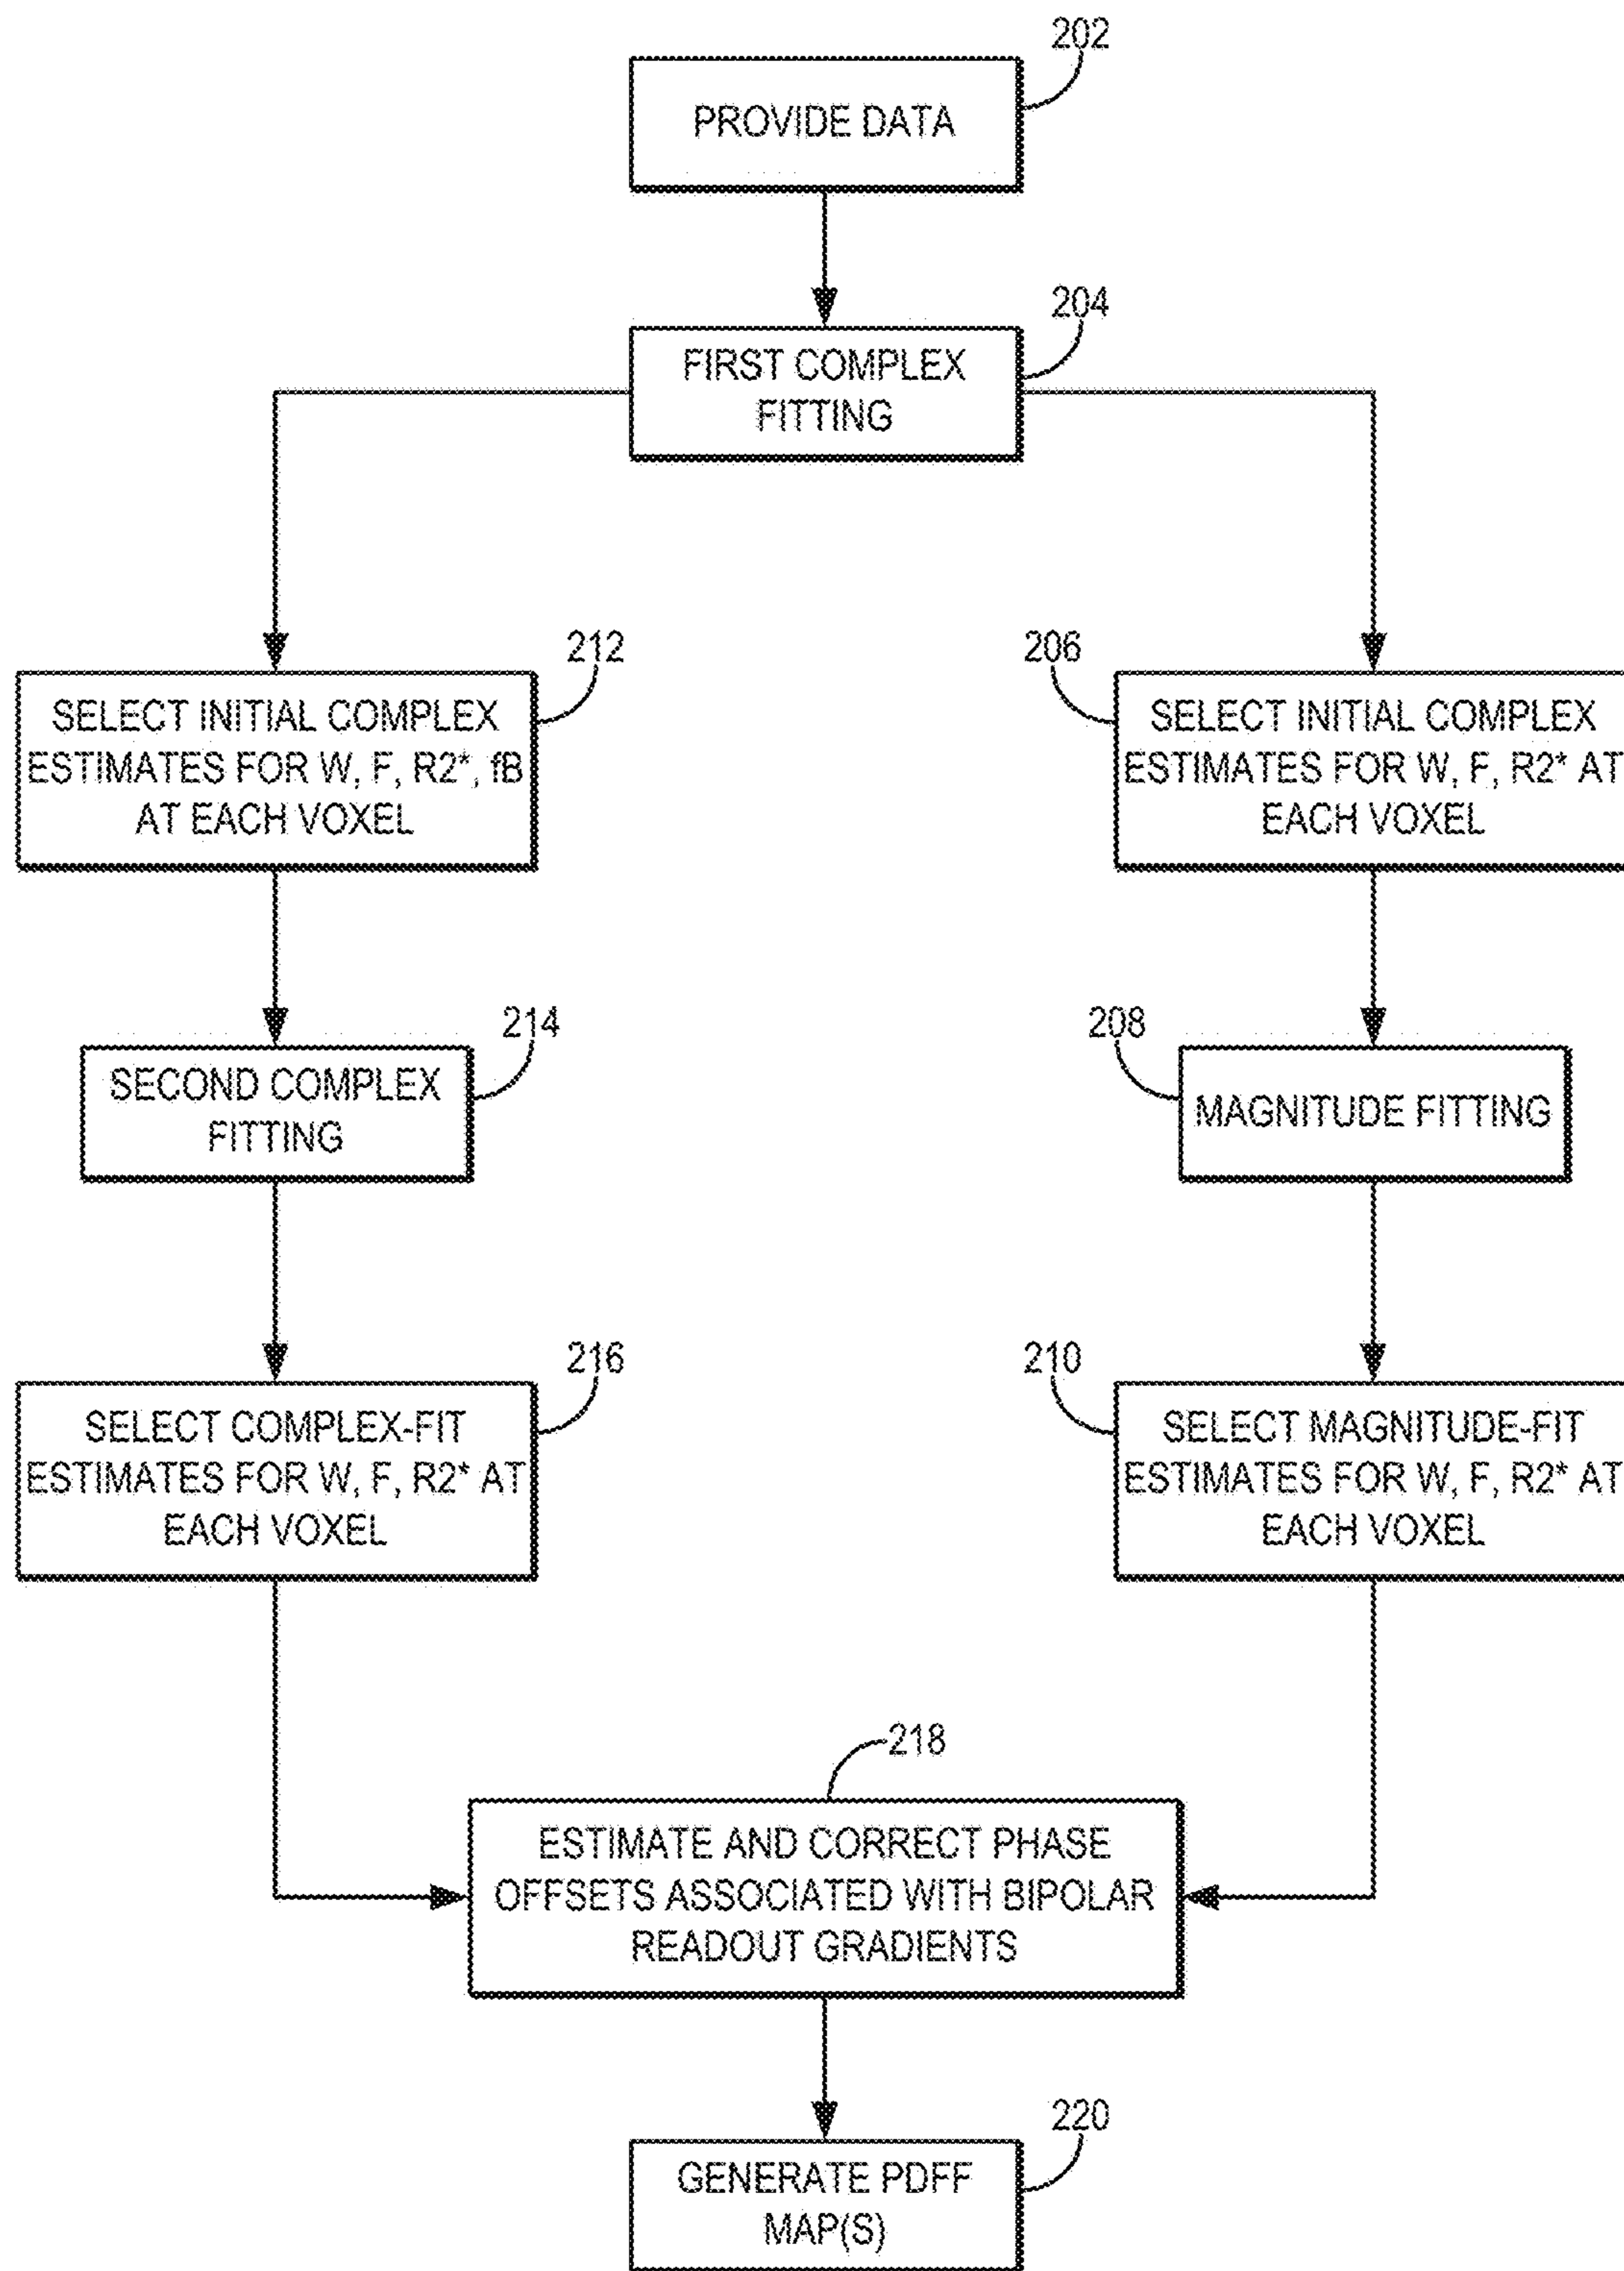 202
PROVIDE DATA
204
FIRST COMPLEX
FITTING
212
SELECT INITIAL COMPLEX
ESTIMATES FOR W, F, R2*, fB
AT EACH VOXEL
206
SELECT INITIAL COMPLEX
ESTIMATES FOR W, F, R2* AT
EACH VOXEL
214
SECOND COMPLEX
FITTING
208
MAGNITUDE FITTING
216
SELECT COMPLEX-FIT
ESTIMATES FOR W, F, R2* AT
EACH VOXEL
210
SELECT MAGNITUDE-FIT
ESTIMATES FOR W, F, R2* AT
EACH VOXEL
218
ESTIMATE AND CORRECT PHASE
OFFSETS ASSOCIATED WITH BIPOLAR
READOUT GRADIENTS
220
GENERATE PDFF
MAP(S)